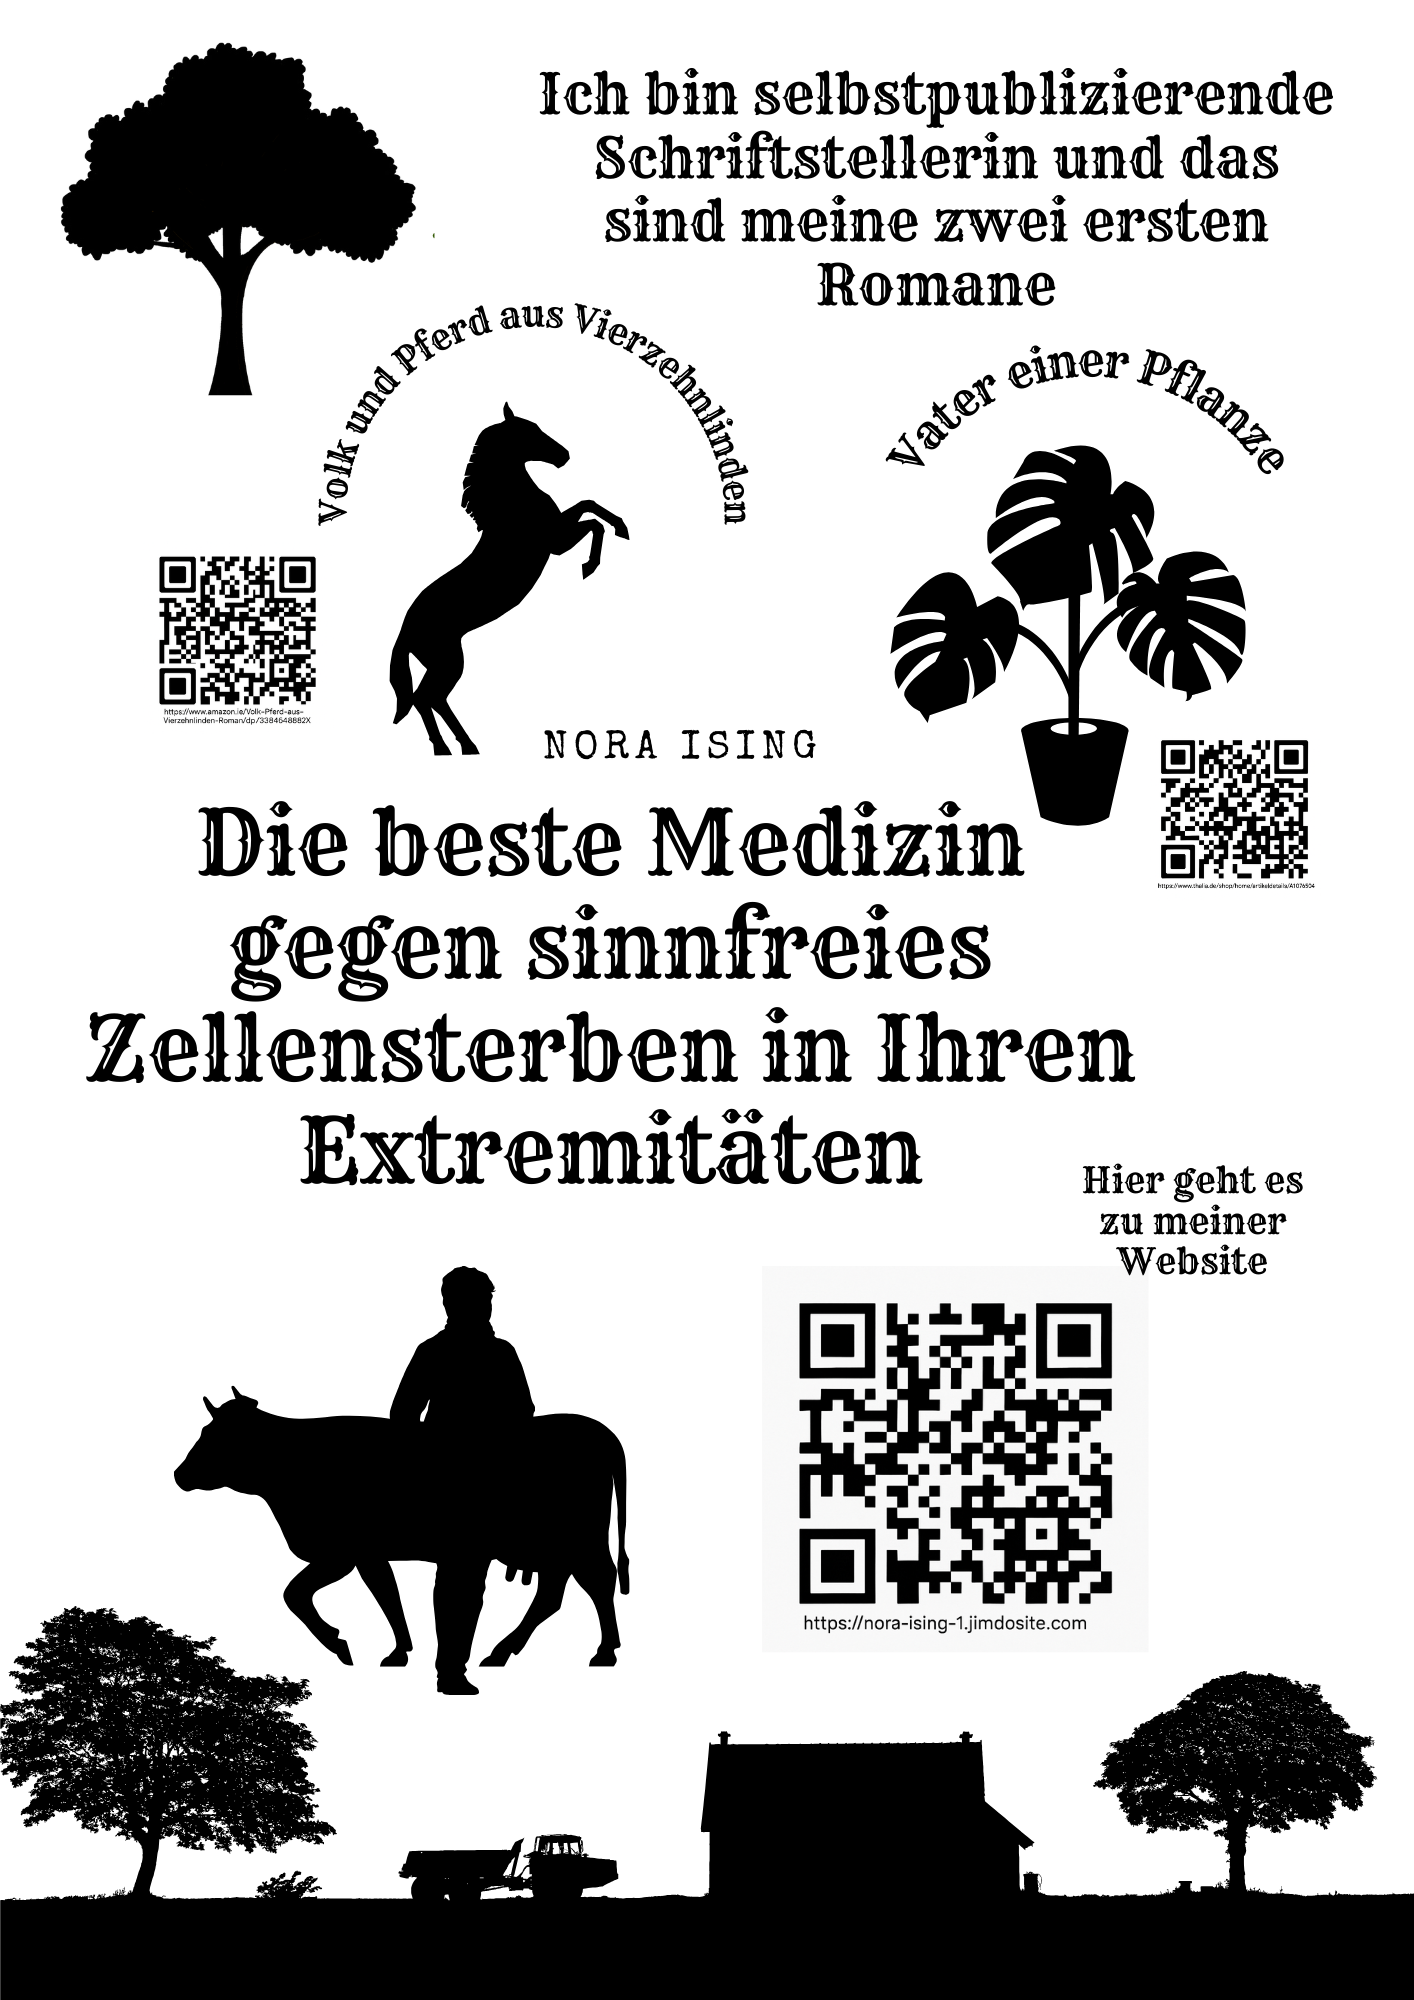 Ich bin selbstpublizierende
Schriftstellerin und das
sind meine zwei ersten
Romane
Volk und Pferd aus Vierzehnlinden
Vater einer Pflanze
https://www.amazon.ie/Volk-Pferd-aus-
Vierzehnlinden-Roman/dp/3384648882X
NORA ISING
https://www.thalia.de/shop/home/artikeldetails/A1076504
Die beste Medizin
gegen sinnfreies
Zellensterben in Ihren
Extremitäten
Hier geht es
zu meiner
Website
https://nora-ising-1.jimdosite.com